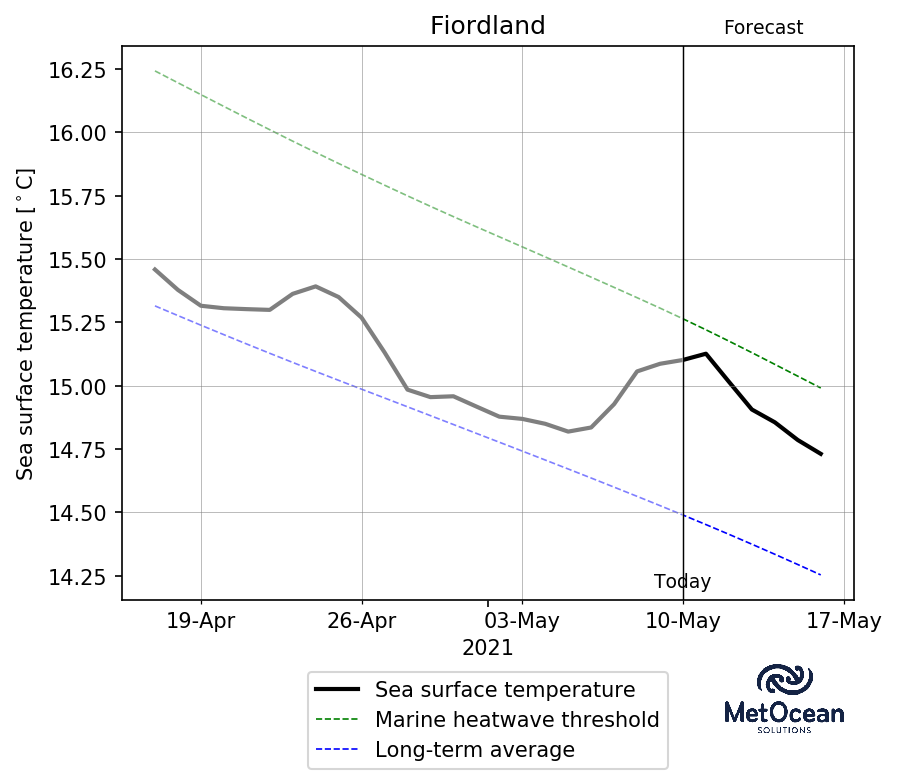 Fiordland
Forecast
Sea surface temperature [°C]
16.25
16.00
15.75
15.50
15.25
15.00
14.75
14.50
14.25
Today
19-Apr
26-Apr
03-May
10-May
17-May
2021
Sea surface temperature
Marine heatwave threshold
Long-term average
MetOcean
SOLUTIONS